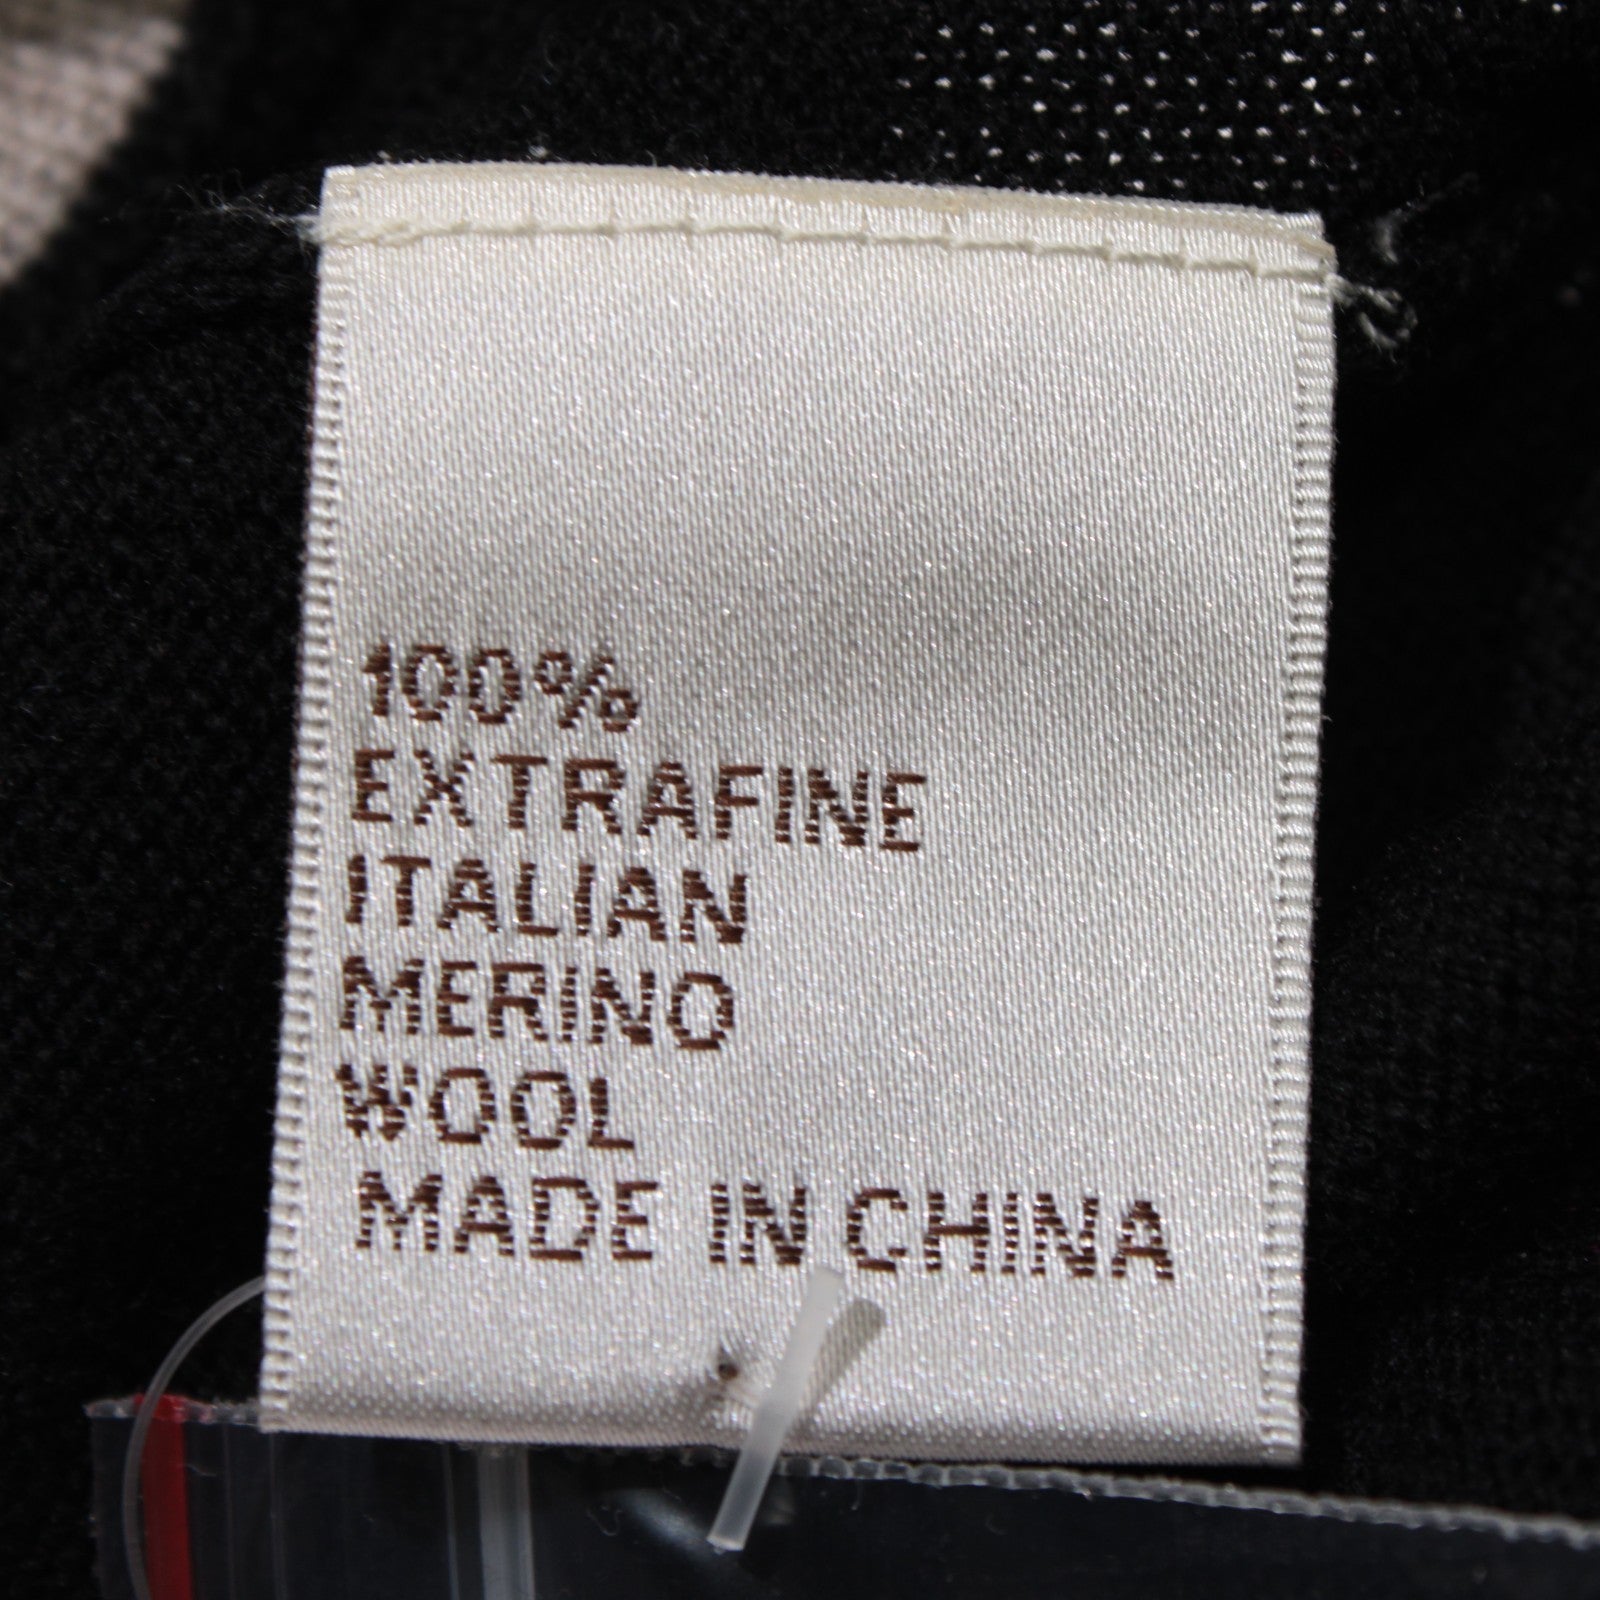 100%
EXTRAFINE
ITALIAN
MERINO
WOOL
MADE IN CHINA